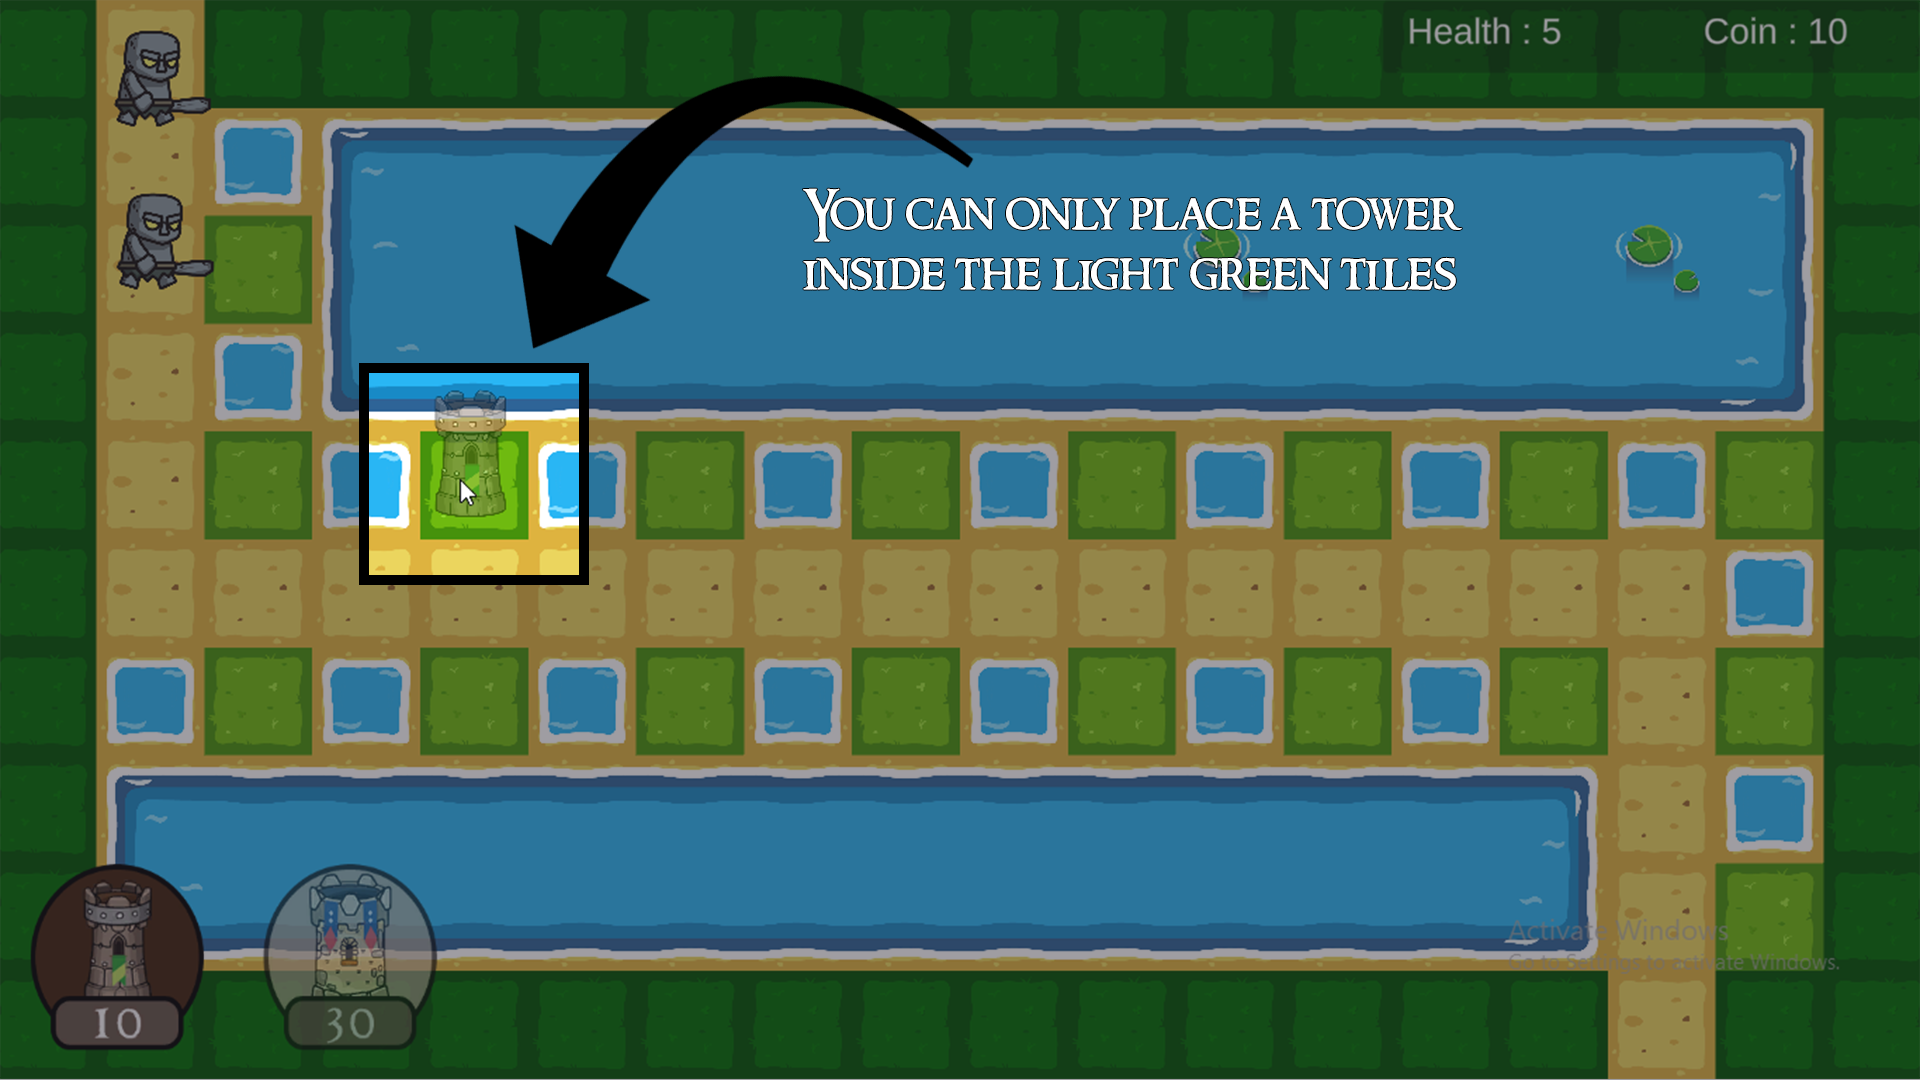 Health : 5
Coin : 10
You can only place a tower
inside the light green tiles
Activate Windows
Go to Settings to activate Windows.
10
30